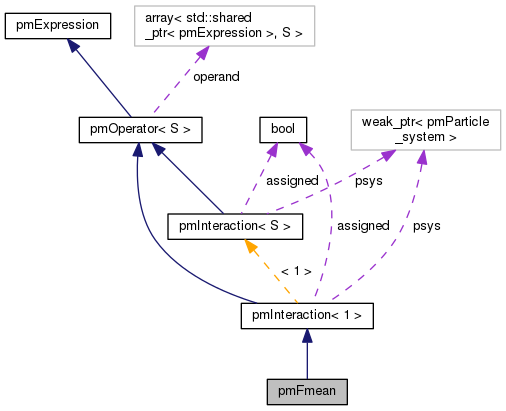 pmExpression
array< std::shared
_ptr< pmExpression >, S >
operand
pmOperator< S >
bool
weak_ptr< pmParticle
_system >
assigned
psys
pmInteraction< S >
assigned
psys
< 1 >
pmInteraction< 1 >
pmFmean